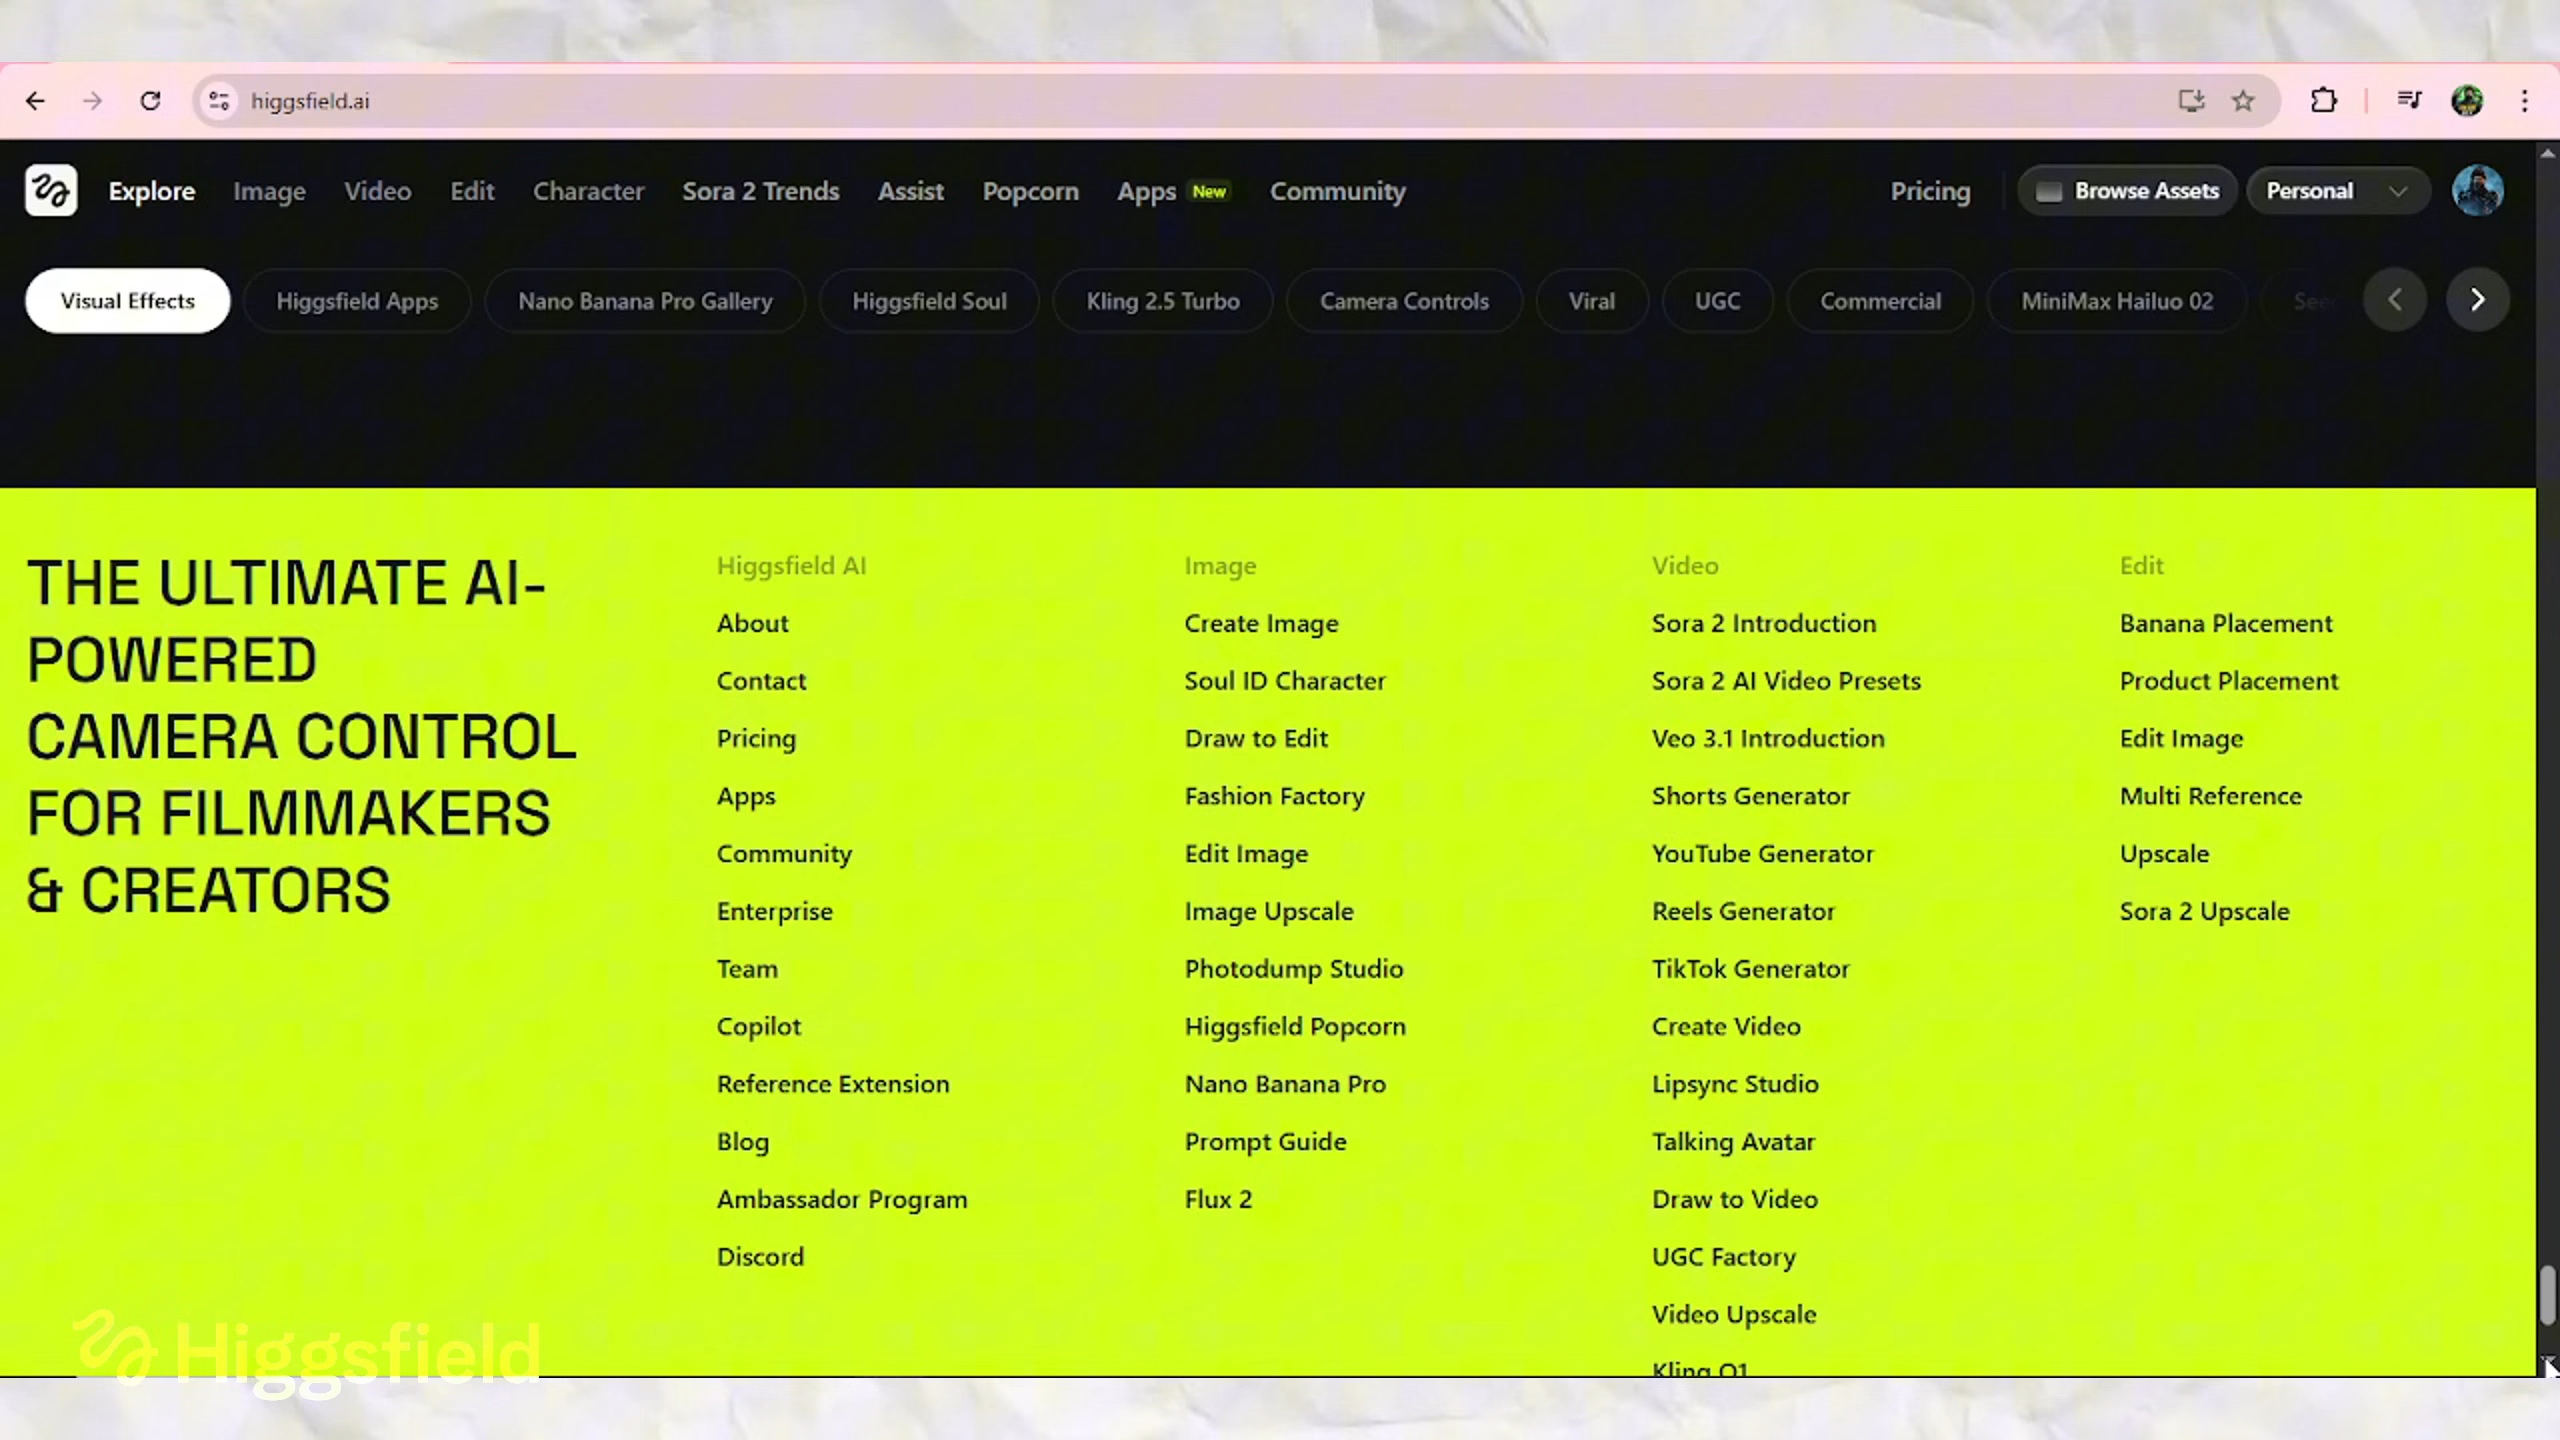 higgsfield.ai
Explore Image Video Edit Character Sora 2 Trends Assist Popcorn Apps New Community Pricing Browse Assets Personal
Visual Effects Higgsfield Apps Nano Banana Pro Gallery Higgsfield Soul Kling 2.5 Turbo Camera Controls Viral UGC Commercial MiniMax Hailuo 02
THE ULTIMATE AI-
POWERED
CAMERA CONTROL
FOR FILMMAKERS
& CREATORS
Higgsfield AI
About
Contact
Pricing
Apps
Community
Enterprise
Team
Copilot
Reference Extension
Blog
Ambassador Program
Discord
Image
Create Image
Soul ID Character
Draw to Edit
Fashion Factory
Edit Image
Image Upscale
Photodump Studio
Higgsfield Popcorn
Nano Banana Pro
Prompt Guide
Flux 2
Video
Sora 2 Introduction
Sora 2 AI Video Presets
Veo 3.1 Introduction
Shorts Generator
YouTube Generator
Reels Generator
TikTok Generator
Create Video
Lipsync Studio
Talking Avatar
Draw to Video
UGC Factory
Video Upscale
Kling O1
Edit
Banana Placement
Product Placement
Edit Image
Multi Reference
Upscale
Sora 2 Upscale
Higgsfield